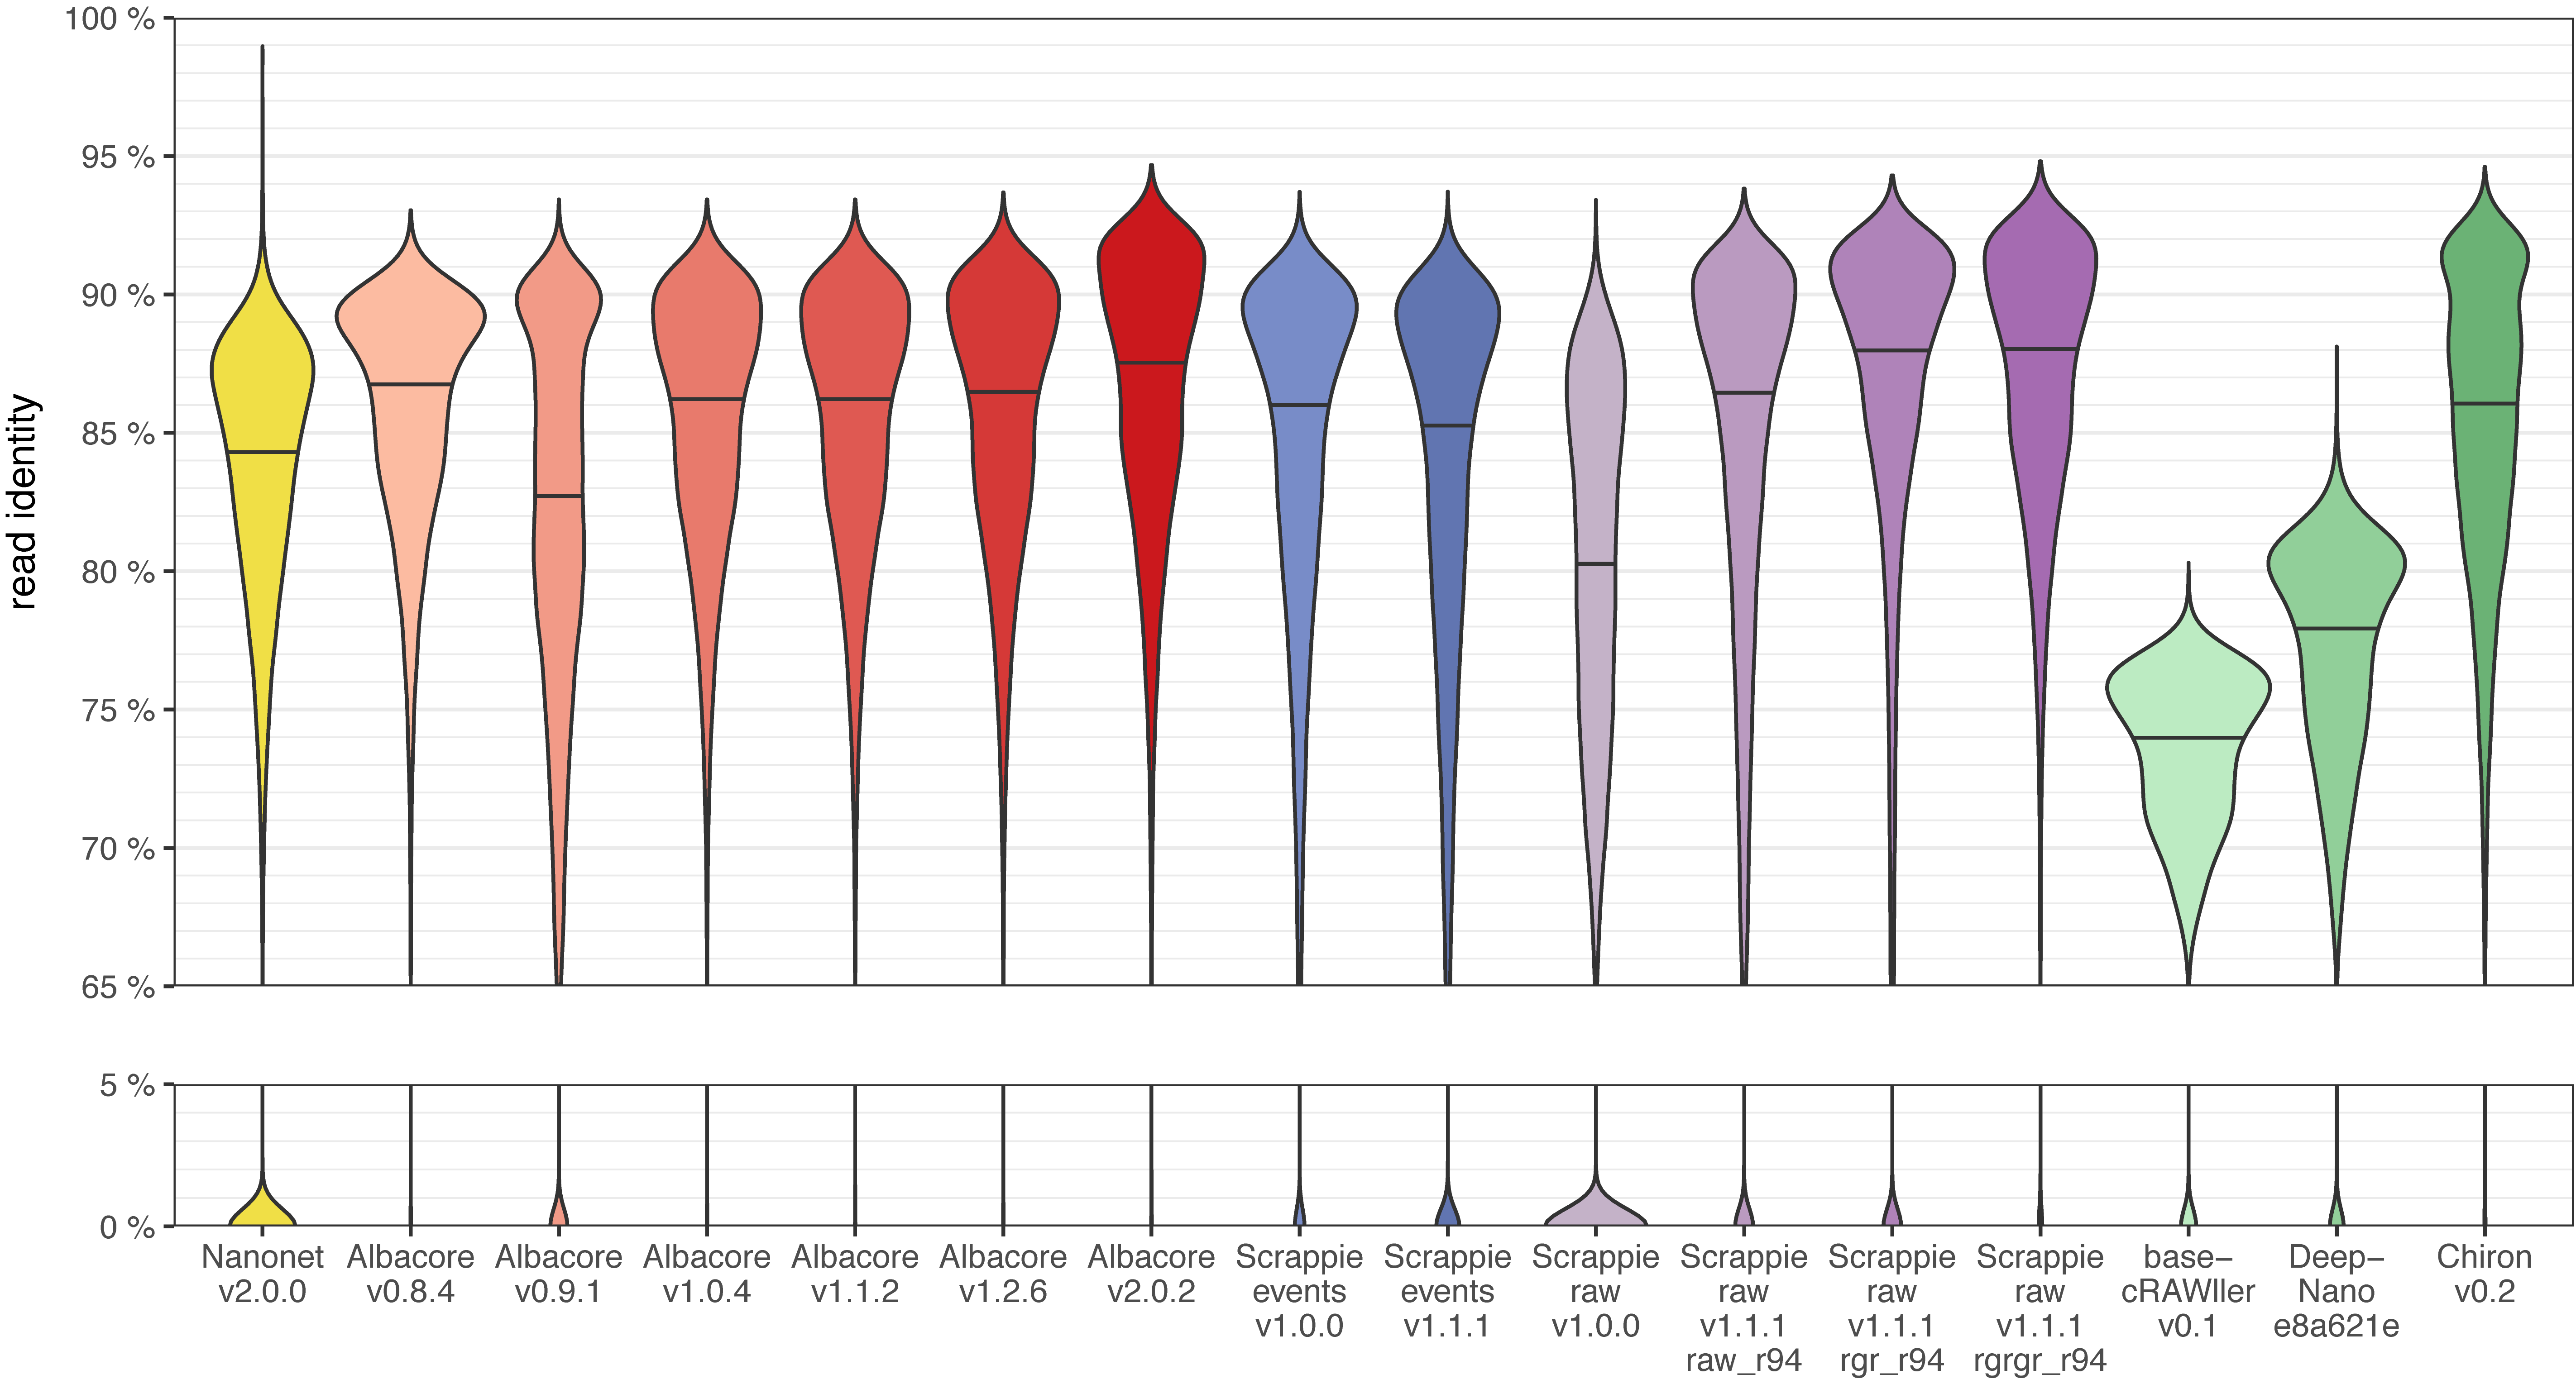 read identity
100 %
95 %
90 %
85 %
80 %
75 %
70 %
65 %
5 %
0 %
Nanonet
v2.0.0
Albacore
v0.8.4
Albacore
v0.9.1
Albacore
v1.0.4
Albacore
v1.1.2
Albacore
v1.2.6
Albacore
v2.0.2
Scrappie
events
v1.0.0
Scrappie
events
v1.1.1
Scrappie
raw
v1.0.0
Scrappie
raw
v1.1.1
raw_r94
Scrappie
raw
v1.1.1
rgr_r94
Scrappie
raw
v1.1.1
rgrgr_r94
base−
cRAWller
v0.1
Deep−
Nano
e8a621e
Chiron
v0.2